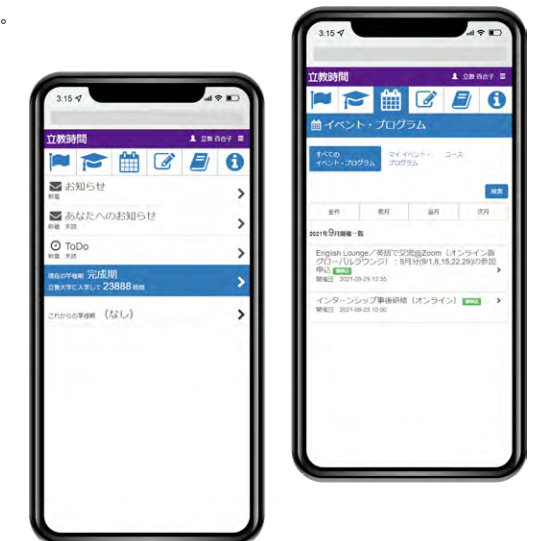 。
3:15
立教時間
立教 百合子
お知らせ
新着
あなたへのお知らせ
新着 未読
ToDo
新着 未読
現在の学修期 完成期
立教大学に入学して 23888 時間
これからの学修期 （なし）
3:15
立教時間
立教 百合子
イベント・プログラム
すべての
イベント・プログラム
マイ イベント・
プログラム
コース
検索
全件 前月 当月 次月
2021年9月開催一覧
English Lounge／英語で交流@Zoom（オンライン版
グローバルラウンジ）：9月分(9/1,8,15,22,29)の参加
申込
開催日 2021-09-29 12:35
インターンシップ事後研修（オンライン）
開催日 2021-09-25 10:00